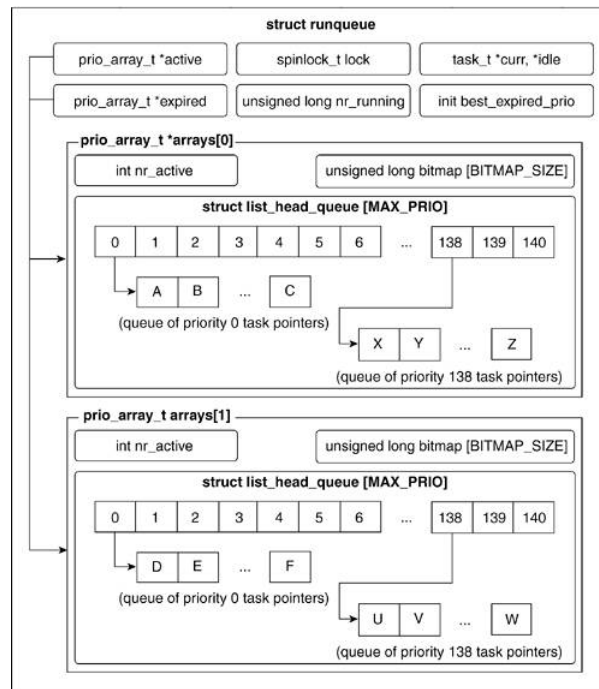 struct runqueue
prio_array_t *active
spinlock_t lock
task_t *curr, *idle
prio_array_t *expired
unsigned long nr_running
init best_expired_prio
prio_array_t *arrays[0]
int nr_active
unsigned long bitmap [BITMAP_SIZE]
struct list_head_queue [MAX_PRIO]
0 1 2 3 4 5 6 ... 138 139 140
A B ... C
(queue of priority 0 task pointers)
X Y ... Z
(queue of priority 138 task pointers)
prio_array_t arrays[1]
int nr_active
unsigned long bitmap [BITMAP_SIZE]
struct list_head_queue [MAX_PRIO]
0 1 2 3 4 5 6 ... 138 139 140
D E ... F
(queue of priority 0 task pointers)
U V ... W
(queue of priority 138 task pointers)